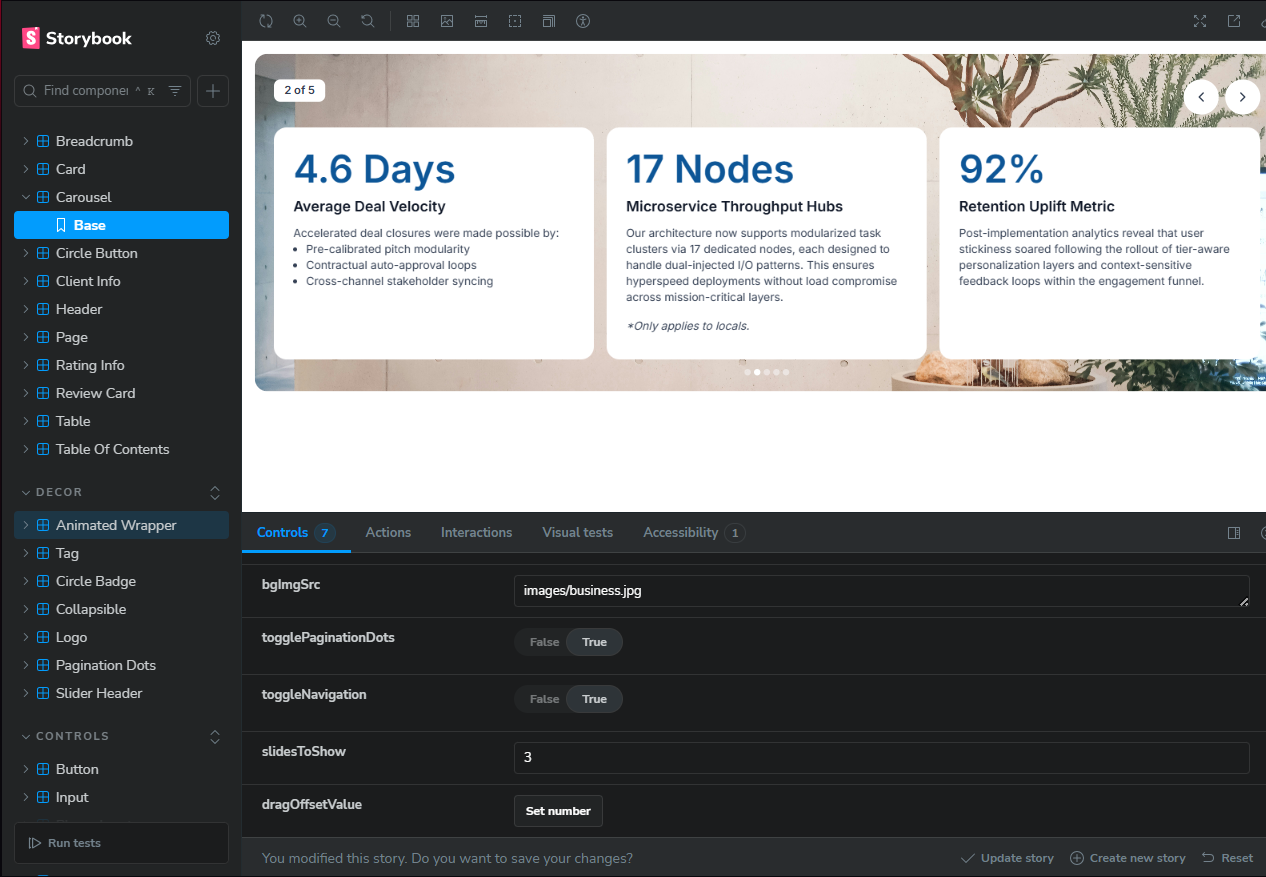 Storybook
Find componer ^ K
Breadcrumb
Card
Carousel
Base
Circle Button
Client Info
Header
Page
Rating Info
Review Card
Table
Table Of Contents
DECOR
Animated Wrapper
Tag
Circle Badge
Collapsible
Logo
Pagination Dots
Slider Header
CONTROLS
Button
Input
Run tests
2 of 5
4.6 Days
Average Deal Velocity
Accelerated deal closures were made possible by:
• Pre-calibrated pitch modularity
• Contractual auto-approval loops
• Cross-channel stakeholder syncing
17 Nodes
Microservice Throughput Hubs
Our architecture now supports modularized task
clusters via 17 dedicated nodes, each designed to
handle dual-injected I/O patterns. This ensures
hyperspeed deployments without load compromise
across mission-critical layers.
*Only applies to locals.
92%
Retention Uplift Metric
Post-implementation analytics reveal that user
stickiness soared following the rollout of tier-aware
personalization layers and context-sensitive
feedback loops within the engagement funnel.
Controls 7 Actions Interactions Visual tests Accessibility 1
bgImgSrc images/business.jpg
togglePaginationDots False True
toggleNavigation False True
slidesToShow 3
dragOffsetValue Set number
You modified this story. Do you want to save your changes? Update story Create new story Reset